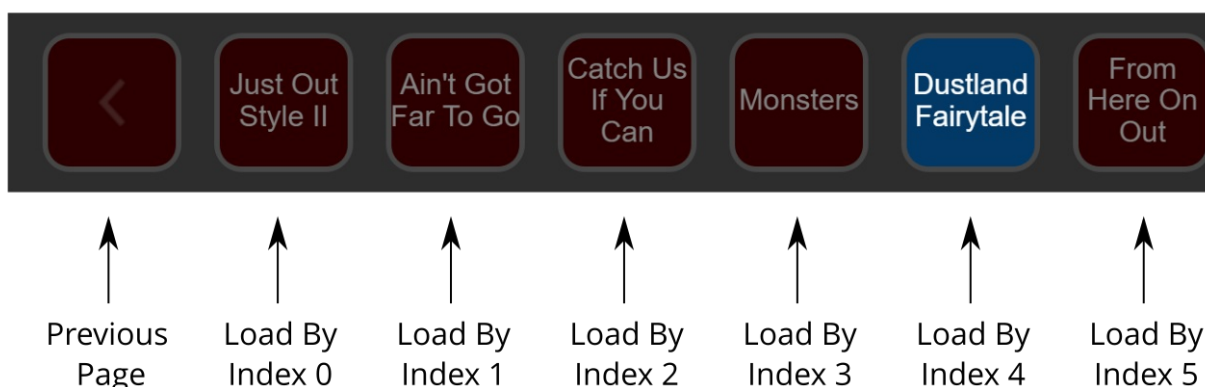 Just Out
Style II
Ain't Got
Far To Go
Catch Us
If You
Can
Monsters
Dustland
Fairytale
From
Here On
Out
Previous
Page
Load By
Index 0
Load By
Index 1
Load By
Index 2
Load By
Index 3
Load By
Index 4
Load By
Index 5